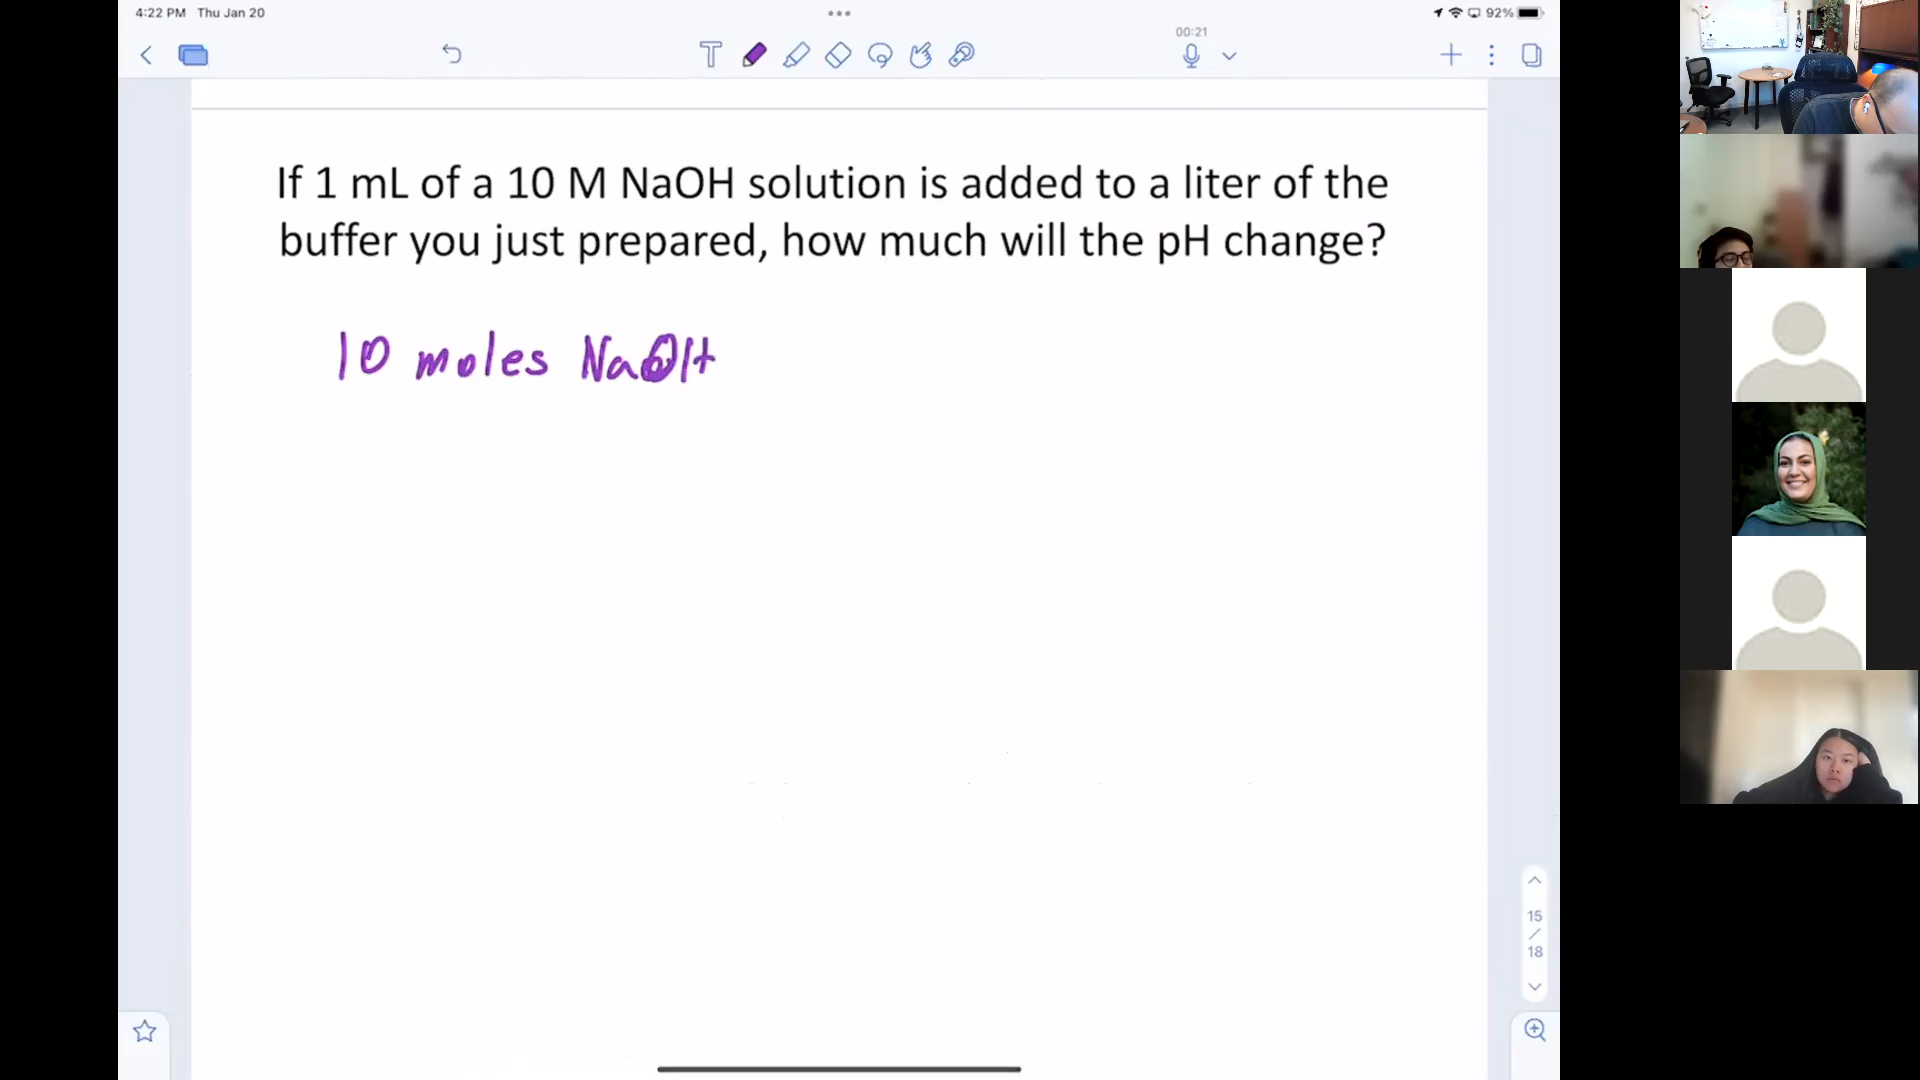 4:22 PM Thu Jan 20
92%
00:21
If 1 mL of a 10 M NaOH solution is added to a liter of the
buffer you just prepared, how much will the pH change?
10 moles NaOH
15
/
18